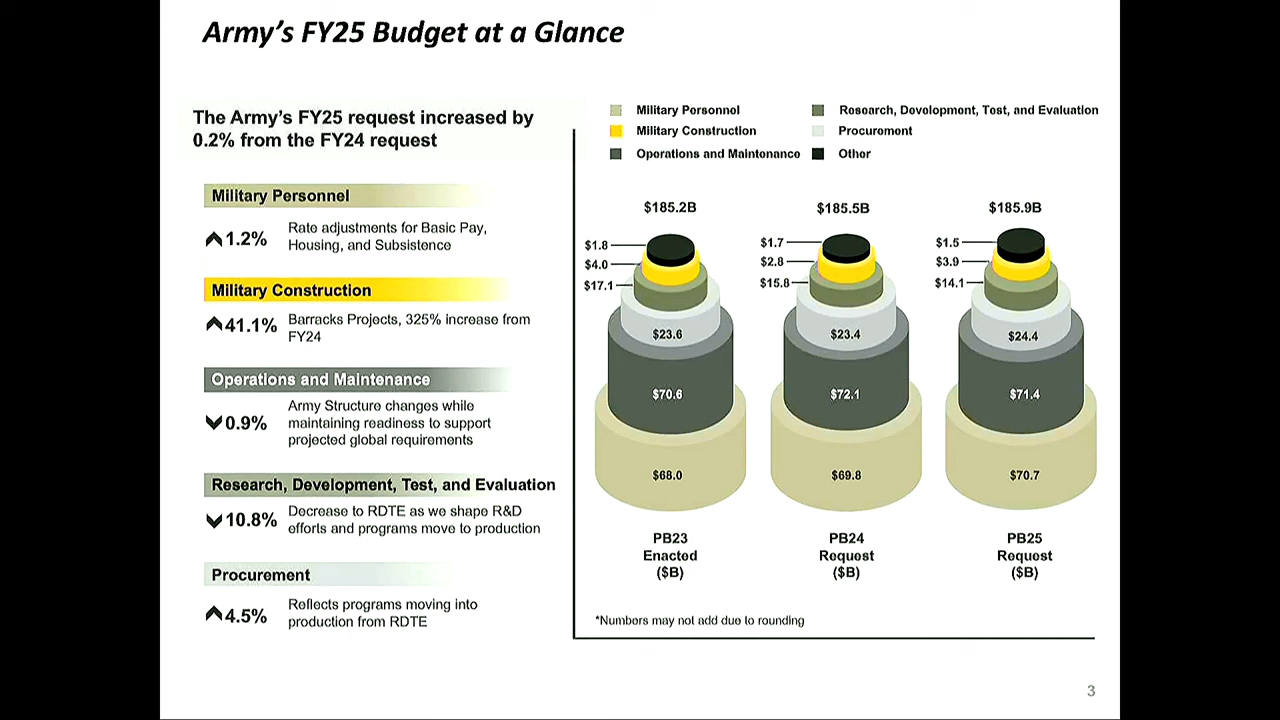 Army's FY25 Budget at a Glance
The Army's FY25 request increased by
0.2% from the FY24 request
Military Personnel
1.2%
Rate adjustments for Basic Pay,
Housing, and Subsistence
Military Construction
41.1%
Barracks Projects, 325% increase from
FY24
Operations and Maintenance
0.9%
Army Structure changes while
maintaining readiness to support
projected global requirements
Research, Development, Test, and Evaluation
10.8%
Decrease to RDTE as we shape R&D
efforts and programs move to production
Procurement
4.5%
Reflects programs moving into
production from RDTE
Military Personnel
Research, Development, Test, and Evaluation
Military Construction
Procurement
Operations and Maintenance
Other
$185.2B
$1.8
$4.0
$17.1
$23.6
$70.6
$68.0
PB23
Enacted
($B)
$185.5B
$1.7
$2.8
$15.8
$23.4
$72.1
$69.8
PB24
Request
($B)
$185.9B
$1.5
$3.9
$14.1
$24.4
$71.4
$70.7
PB25
Request
($B)
*Numbers may not add due to rounding
3